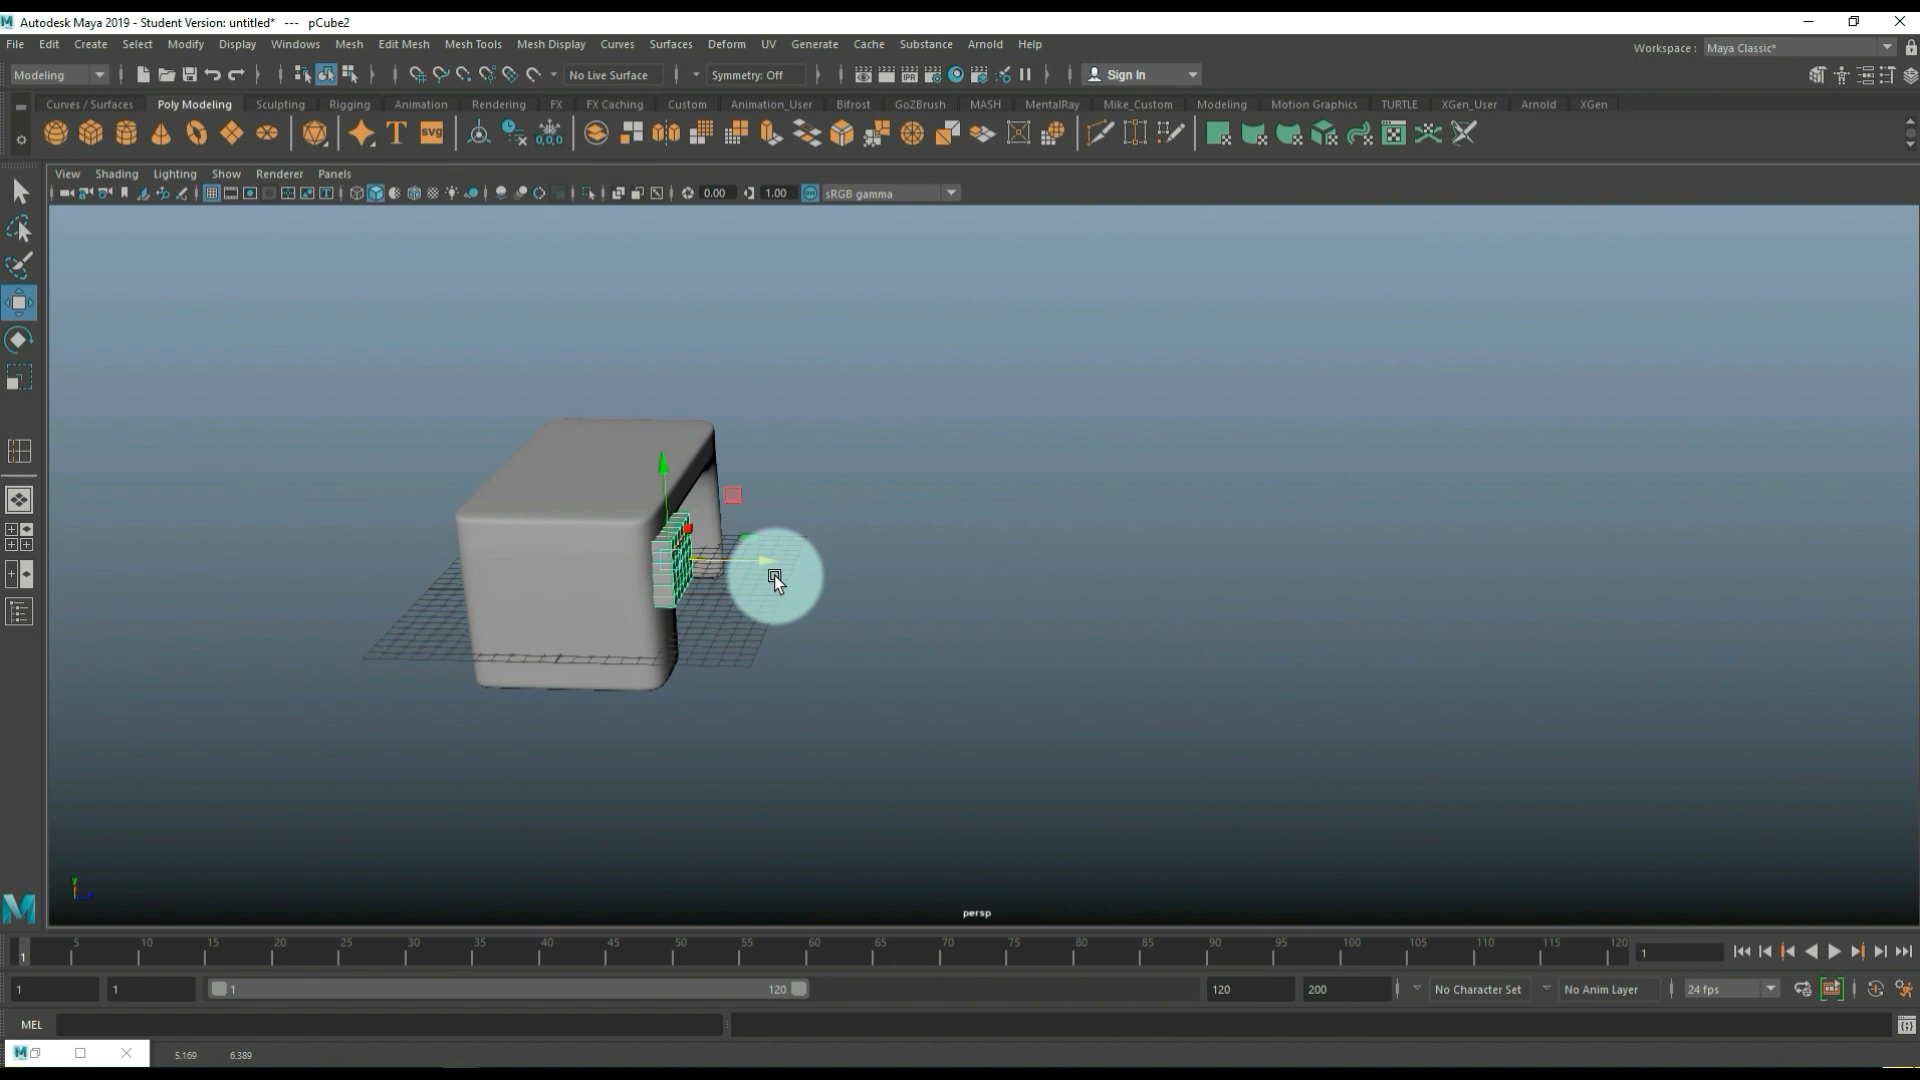 Autodesk Maya 2019 - Student Version: untitled* --- pCube2
File Edit Create Select Modify Display Windows Mesh Edit Mesh Mesh Tools Mesh Display Curves Surfaces Deform UV Generate Cache Substance Arnold Help
Workspace : Maya Classic*
Modeling No Live Surface Symmetry: Off IPR Sign In
Curves / Surfaces Poly Modeling Sculpting Rigging Animation Rendering FX FX Caching Custom Animation_User Bifrost GoZBrush MASH MentalRay Mike_Custom Modeling Motion Graphics TURTLE XGen_User Arnold XGen
T svg 0,0,0
View Shading Lighting Show Renderer Panels
0.00 1.00 sRGB gamma
y
persp
5 10 15 20 25 30 35 40 45 50 55 60 65 70 75 80 85 90 95 100 105 110 115 120
1 1
1 1 1 120 120 200 No Character Set No Anim Layer 24 fps
MEL
M 5.169 6.389